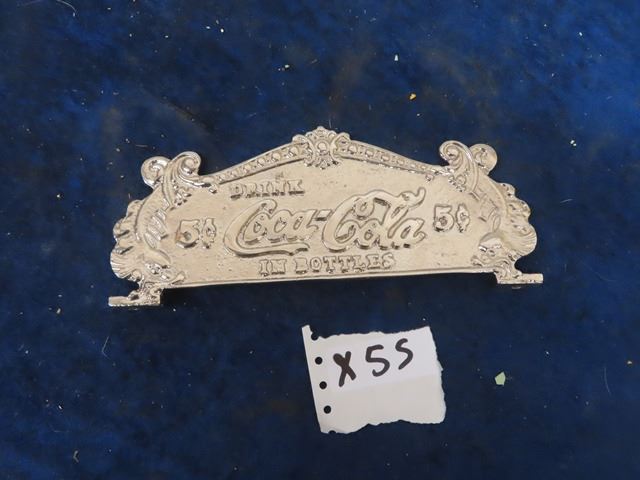 DRINK
5¢ Coca-Cola 5¢
IN BOTTLES
X55